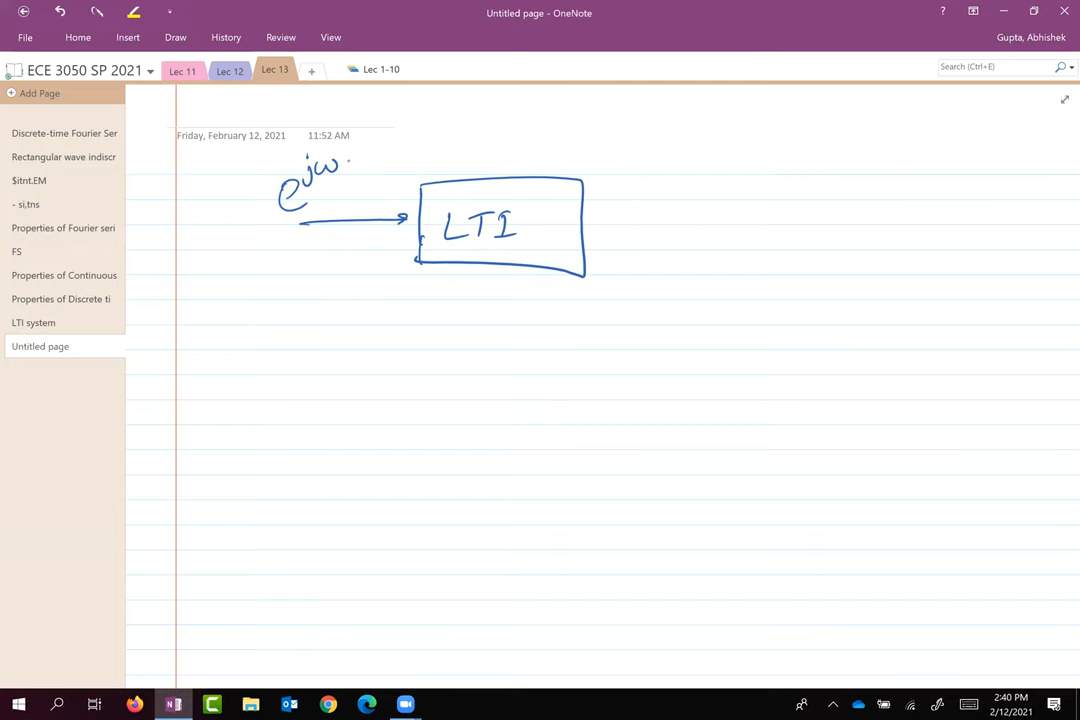 Untitled page - OneNote
?
File Home Insert Draw History Review View
Gupta, Abhishek
ECE 3050 SP 2021
Lec 11
Lec 12
Lec 13
+
Lec 1-10
Search (Ctrl+E)
Add Page
Discrete-time Fourier Ser
Rectangular wave indiscr
$itnt.EM
- si,tns
Properties of Fourier seri
FS
Properties of Continuous
Properties of Discrete ti
LTI system
Untitled page
Friday, February 12, 2021 11:52 AM
e^jω
LTI
2:40 PM
2/12/2021